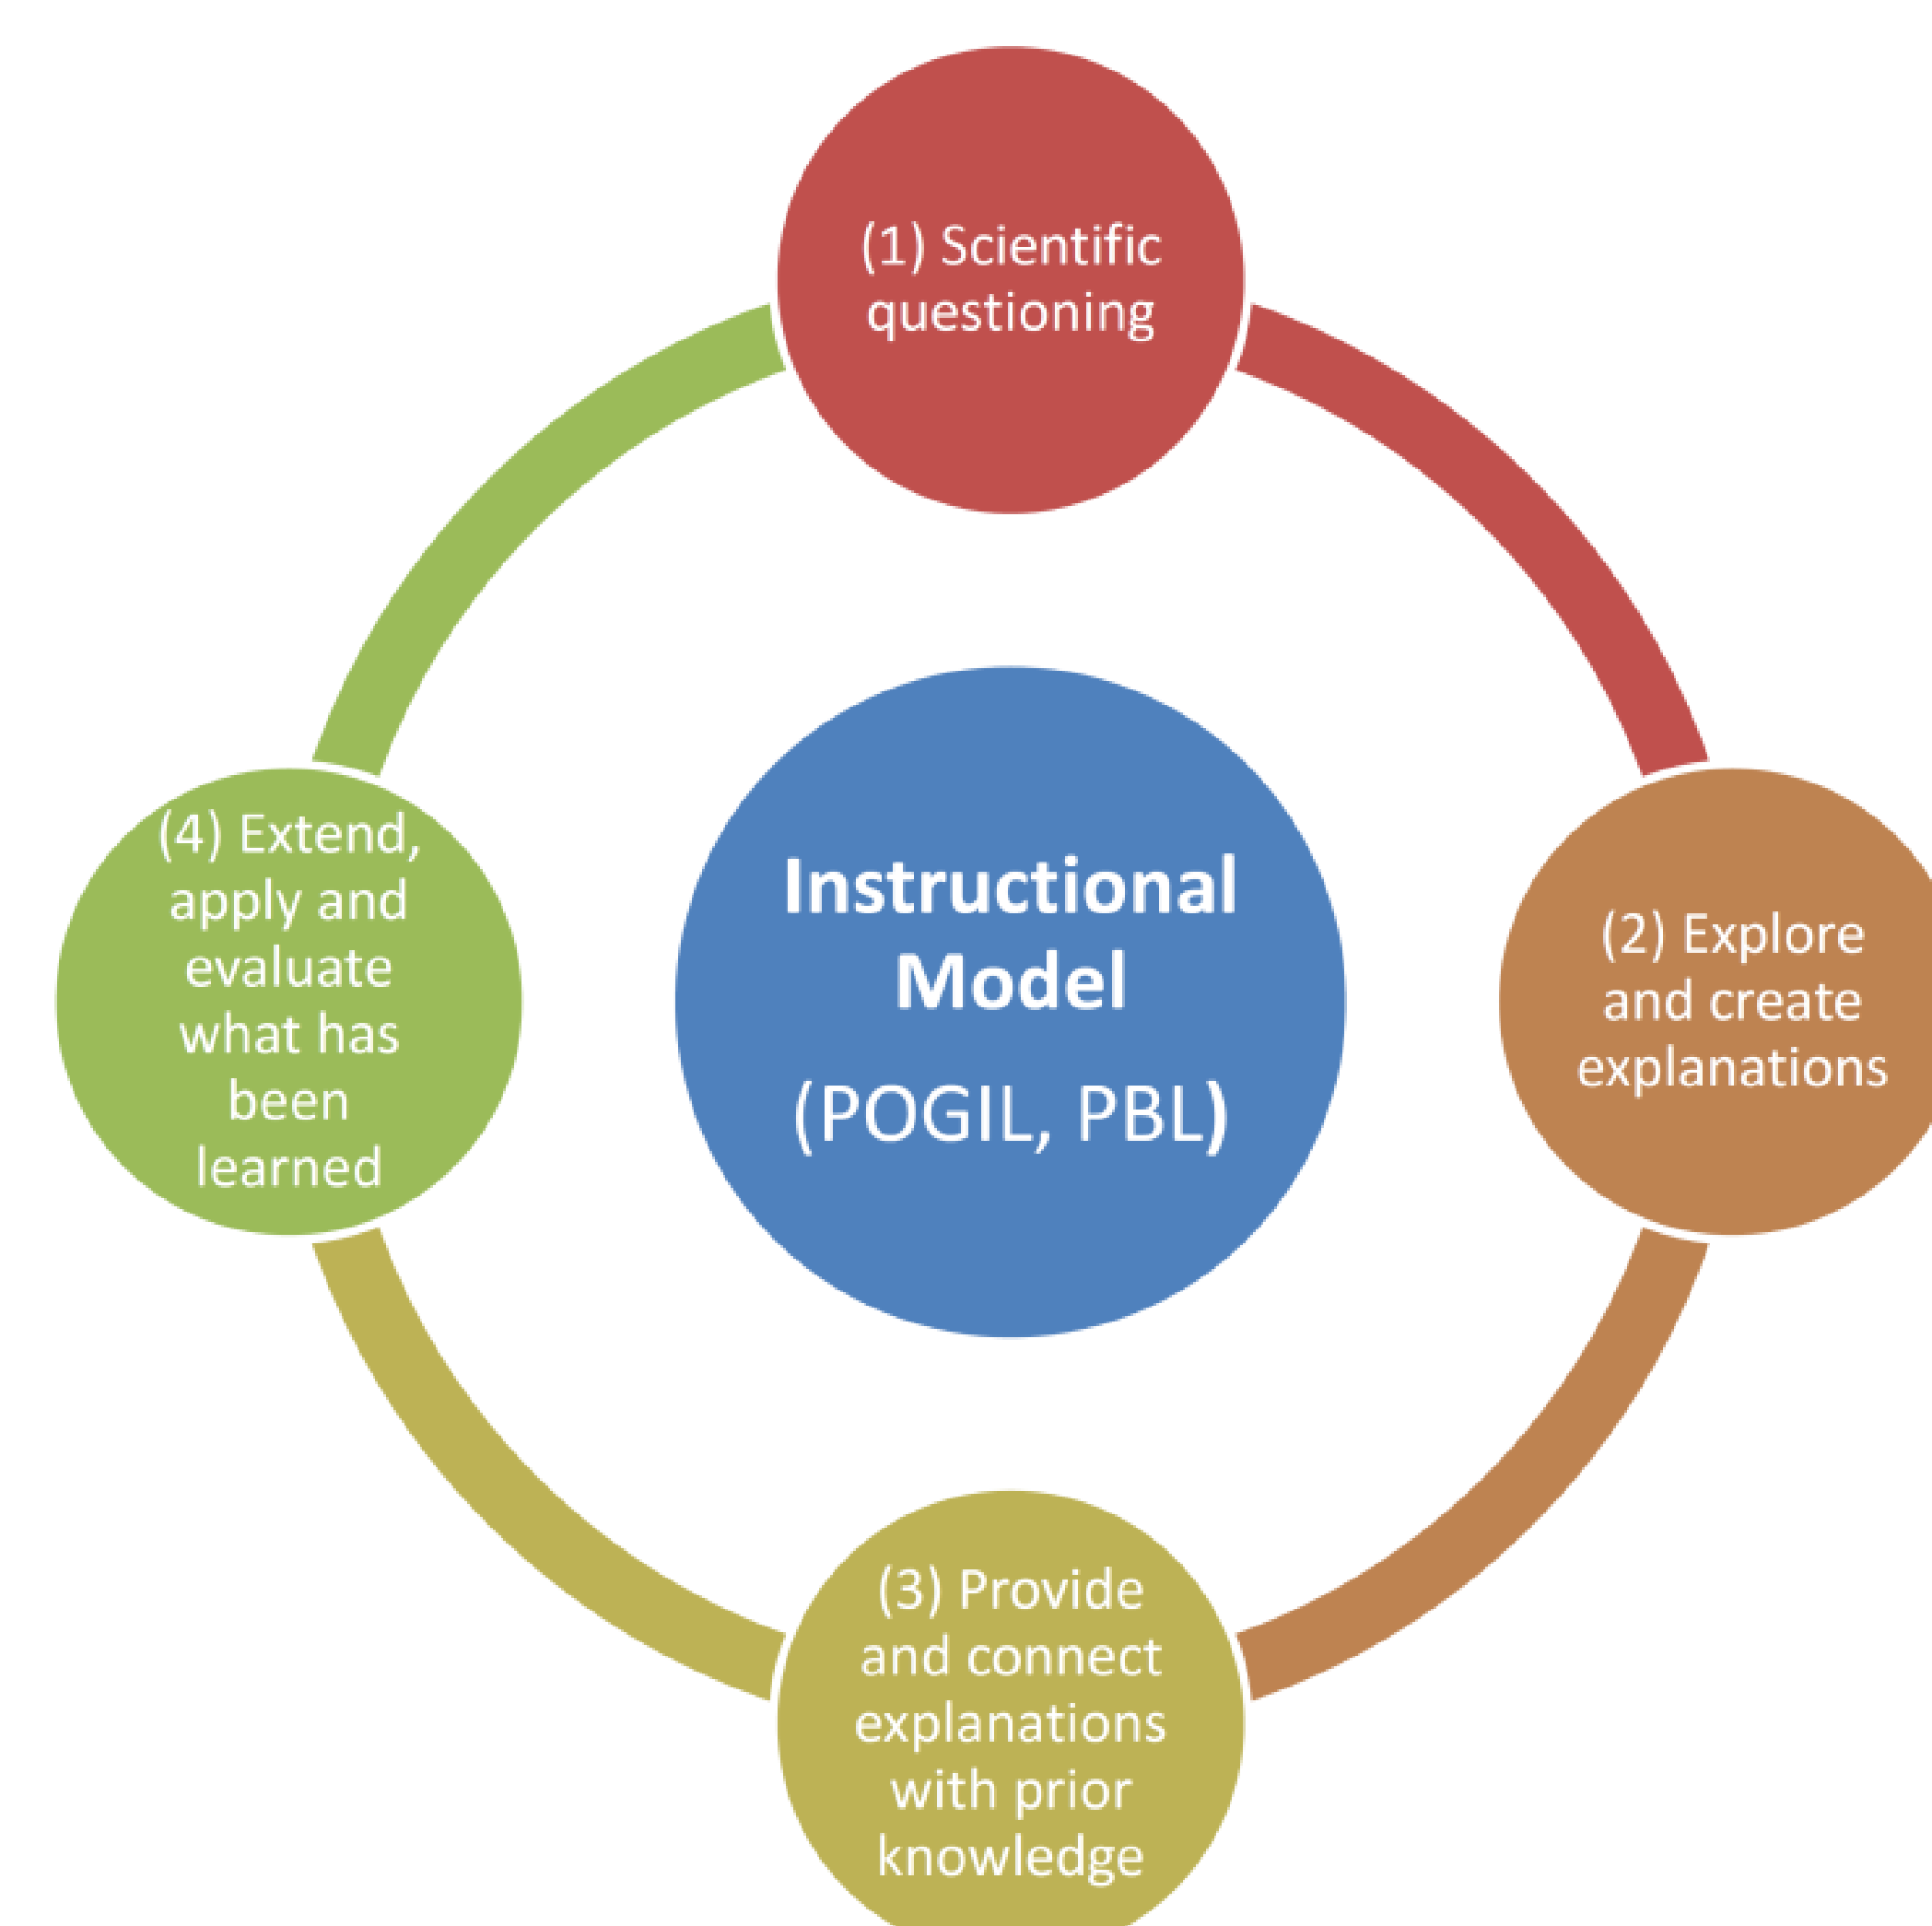 (1) Scientific
questioning
Instructional
Model
(POGIL, PBL)
(2) Explore
and create
explanations
(3) Provide
and connect
explanations
with prior
knowledge
(4) Extend,
apply and
evaluate
what has
been
learned